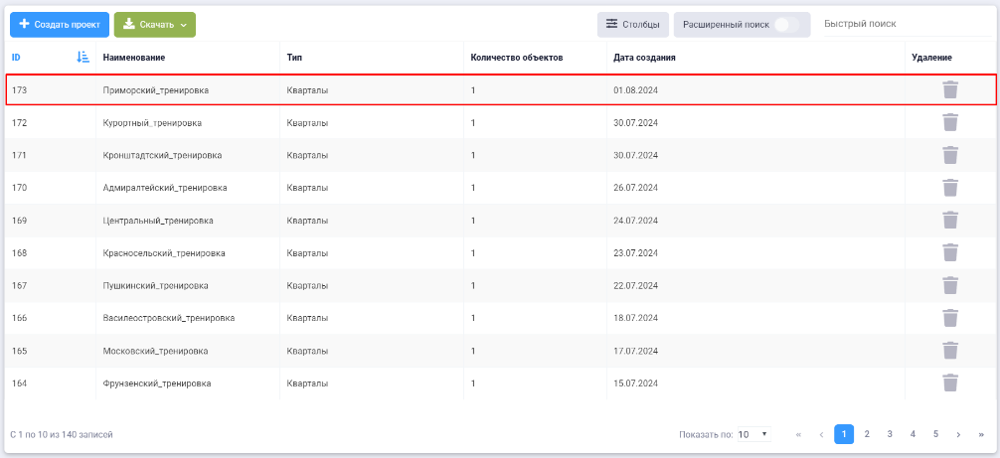 Создать проект Скачать Столбцы Расширенный поиск Быстрый поиск
ID Наименование Тип Количество объектов Дата создания Удаление
173 Приморский_тренировка Кварталы 1 01.08.2024
172 Курортный_тренировка Кварталы 1 30.07.2024
171 Кронштадтский_тренировка Кварталы 1 30.07.2024
170 Адмиралтейский_тренировка Кварталы 1 26.07.2024
169 Центральный_тренировка Кварталы 1 24.07.2024
168 Красносельский_тренировка Кварталы 1 23.07.2024
167 Пушкинский_тренировка Кварталы 1 22.07.2024
166 Василеостровский_тренировка Кварталы 1 18.07.2024
165 Московский_тренировка Кварталы 1 17.07.2024
164 Фрунзенский_тренировка Кварталы 1 15.07.2024
С 1 по 10 из 140 записей Показать по: 10 « ‹ 1 2 3 4 5 › »